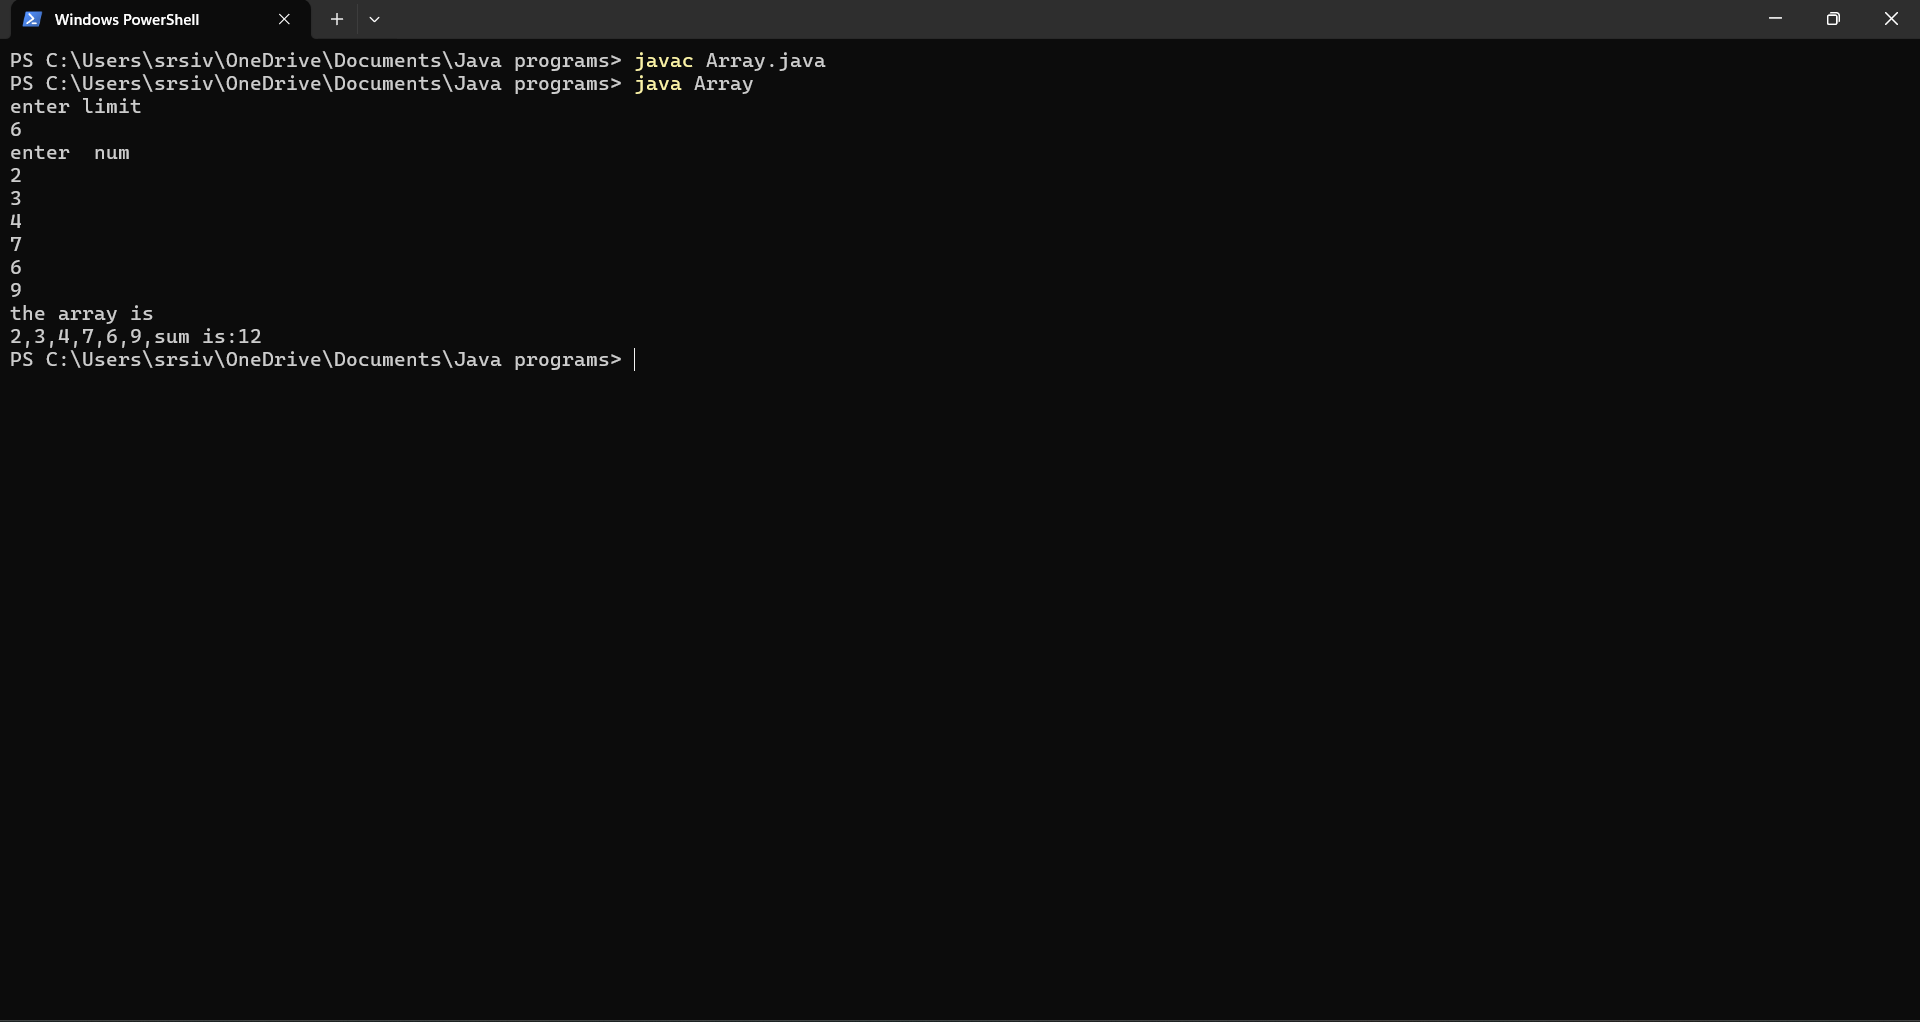 Windows PowerShell
PS C:\Users\srsiv\OneDrive\Documents\Java programs> javac Array.java
PS C:\Users\srsiv\OneDrive\Documents\Java programs> java Array
enter limit
6
enter  num
2
3
4
7
6
9
the array is
2,3,4,7,6,9,sum is:12
PS C:\Users\srsiv\OneDrive\Documents\Java programs>